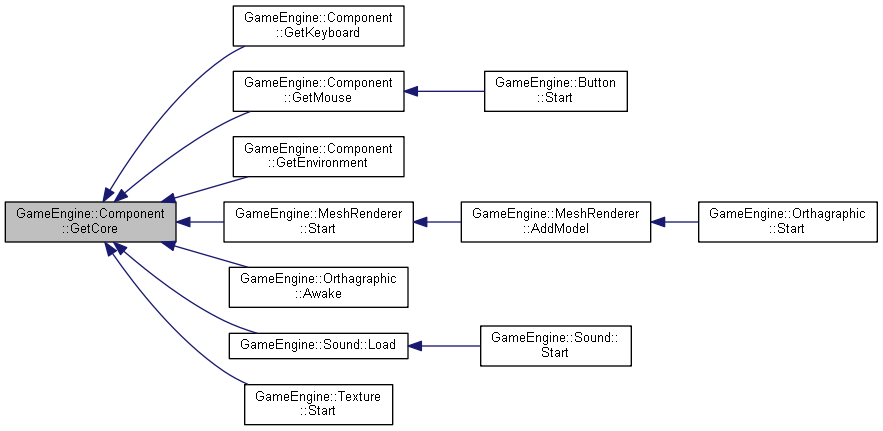 GameEngine::Component
::GetKeyboard
GameEngine::Component
::GetMouse
GameEngine::Button
::Start
GameEngine::Component
::GetEnvironment
GameEngine::Component
::GetCore
GameEngine::MeshRenderer
::Start
GameEngine::MeshRenderer
::AddModel
GameEngine::Orthagraphic
::Start
GameEngine::Orthagraphic
::Awake
GameEngine::Sound::Load
GameEngine::Sound::
Start
GameEngine::Texture
::Start